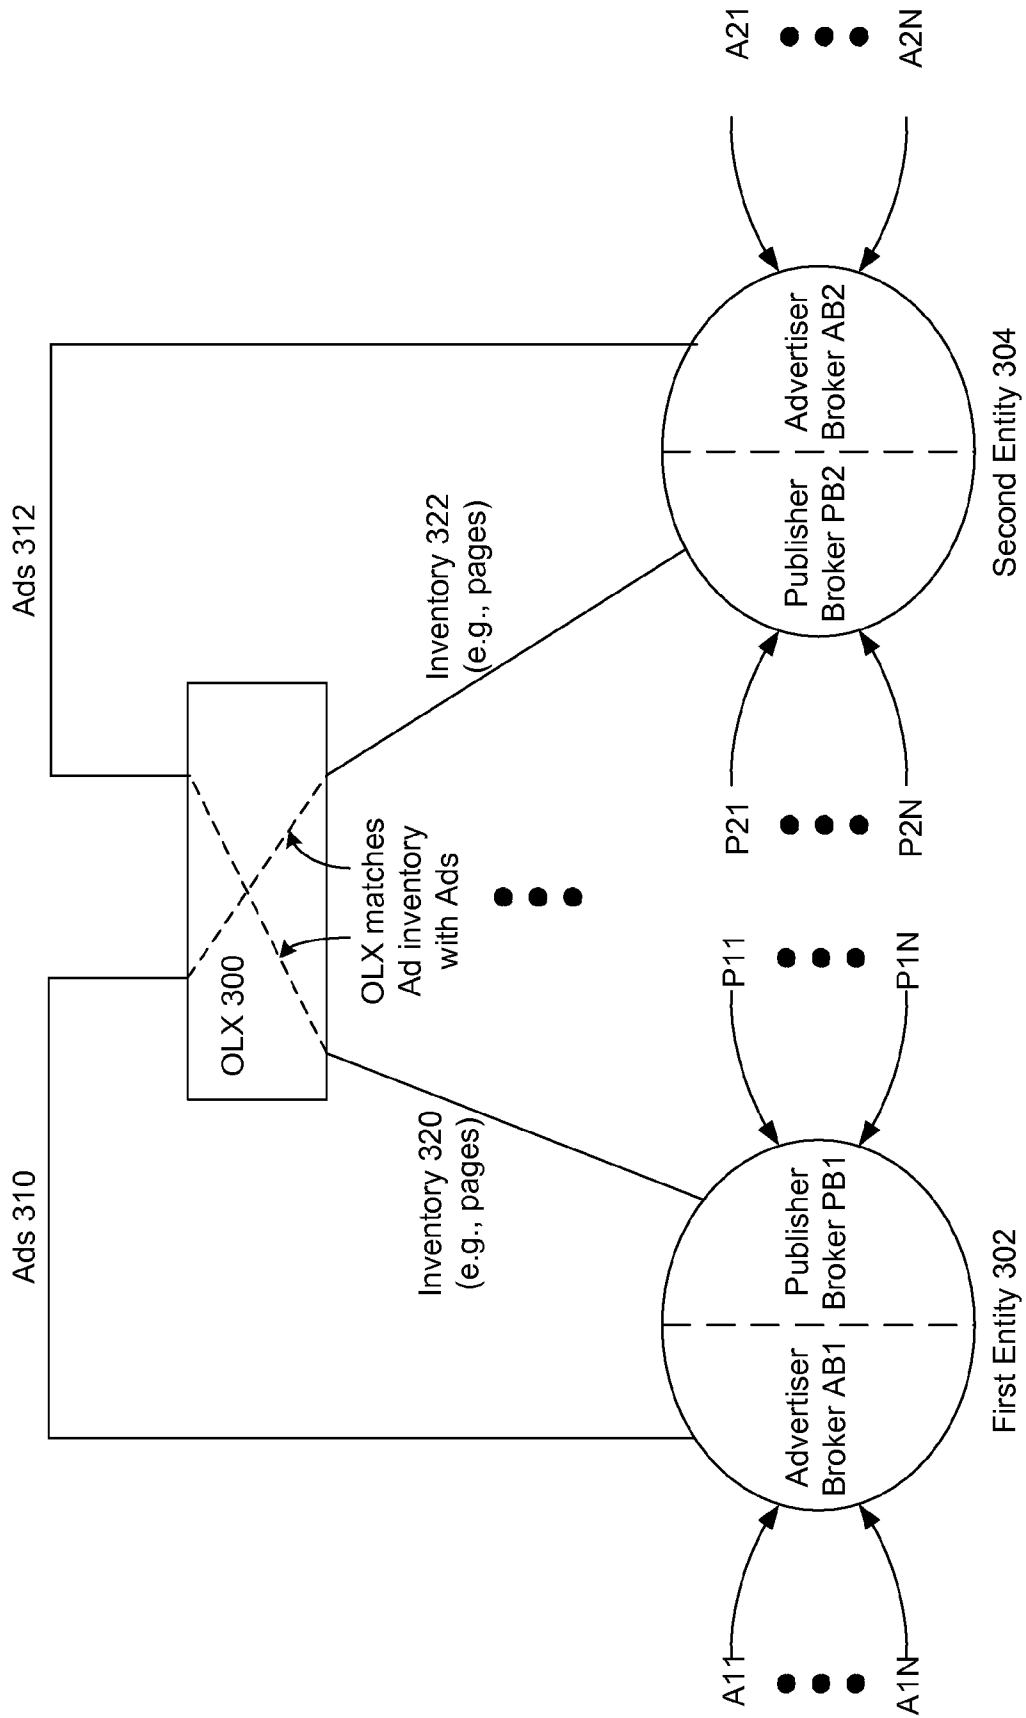 Ads 310
Ads 312
OLX 300
OLX matches
Ad inventory
with Ads
Inventory 320
(e.g., pages)
Inventory 322
(e.g., pages)
A11
A1N
Advertiser
Broker AB1
Publisher
Broker PB1
P11
P1N
P21
P2N
Publisher
Broker PB2
Advertiser
Broker AB2
A21
A2N
First Entity 302
Second Entity 304